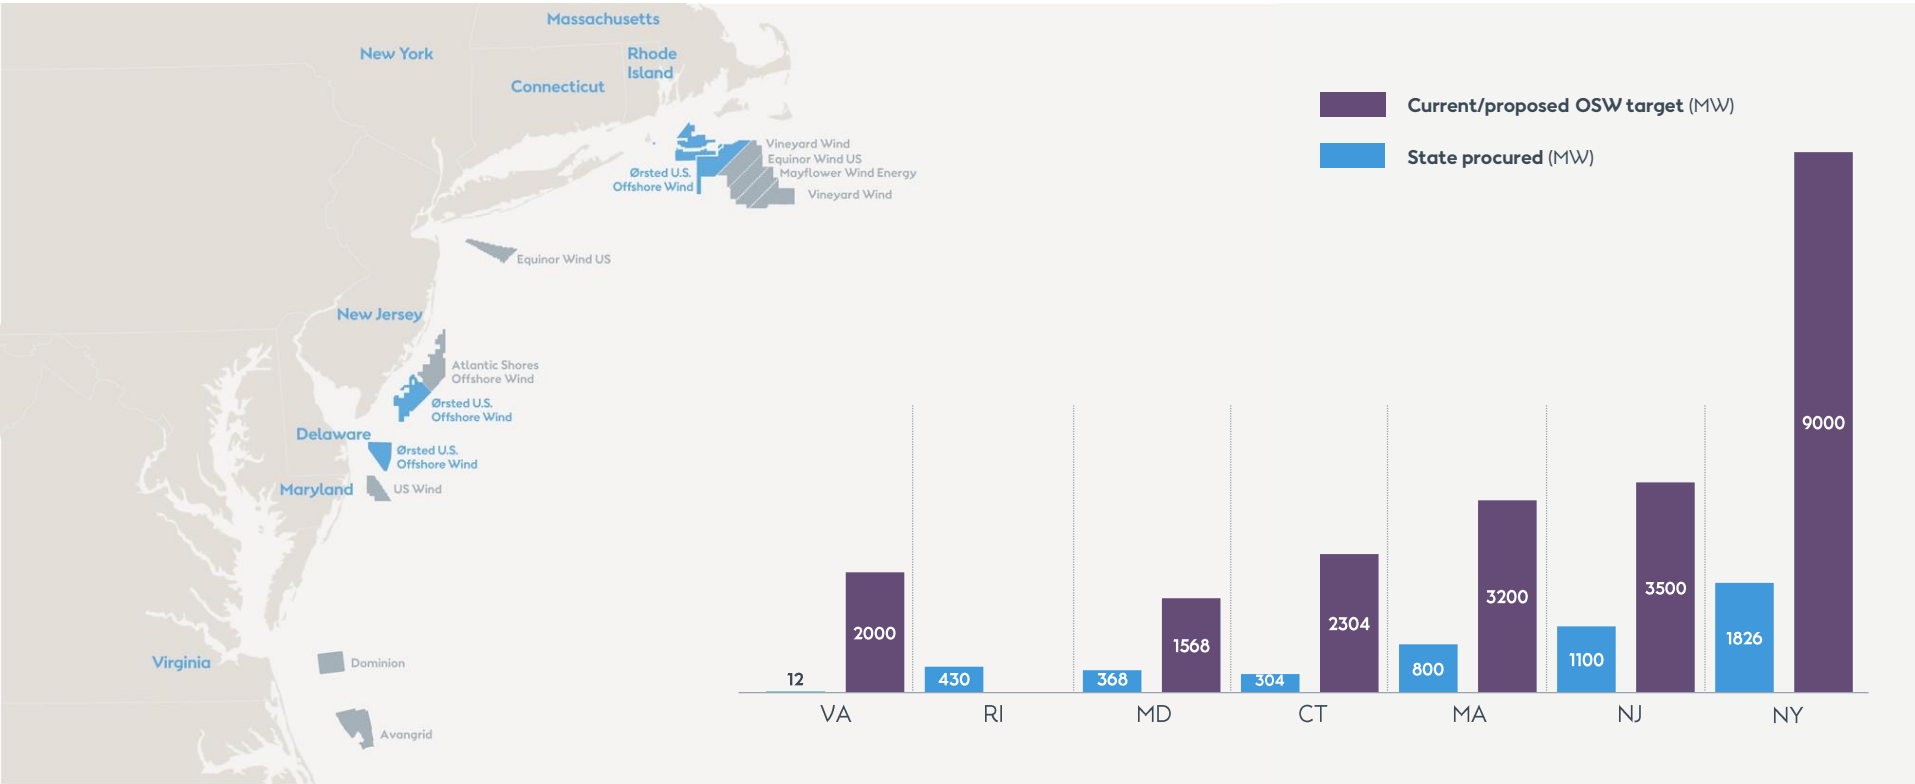 Massachusetts
New York
Rhode
Island
Connecticut
Vineyard Wind
Equinor Wind US
Mayflower Wind Energy
Ørsted U.S.
Offshore Wind
Vineyard Wind
Equinor Wind US
New Jersey
Atlantic Shores
Offshore Wind
Ørsted U.S.
Offshore Wind
Delaware
Ørsted U.S.
Offshore Wind
Maryland
US Wind
Virginia
Dominion
Avangrid
Current/proposed OSW target (MW)
State procured (MW)
12
2000
430
368
1568
304
2304
800
3200
1100
3500
1826
9000
VA
RI
MD
CT
MA
NJ
NY